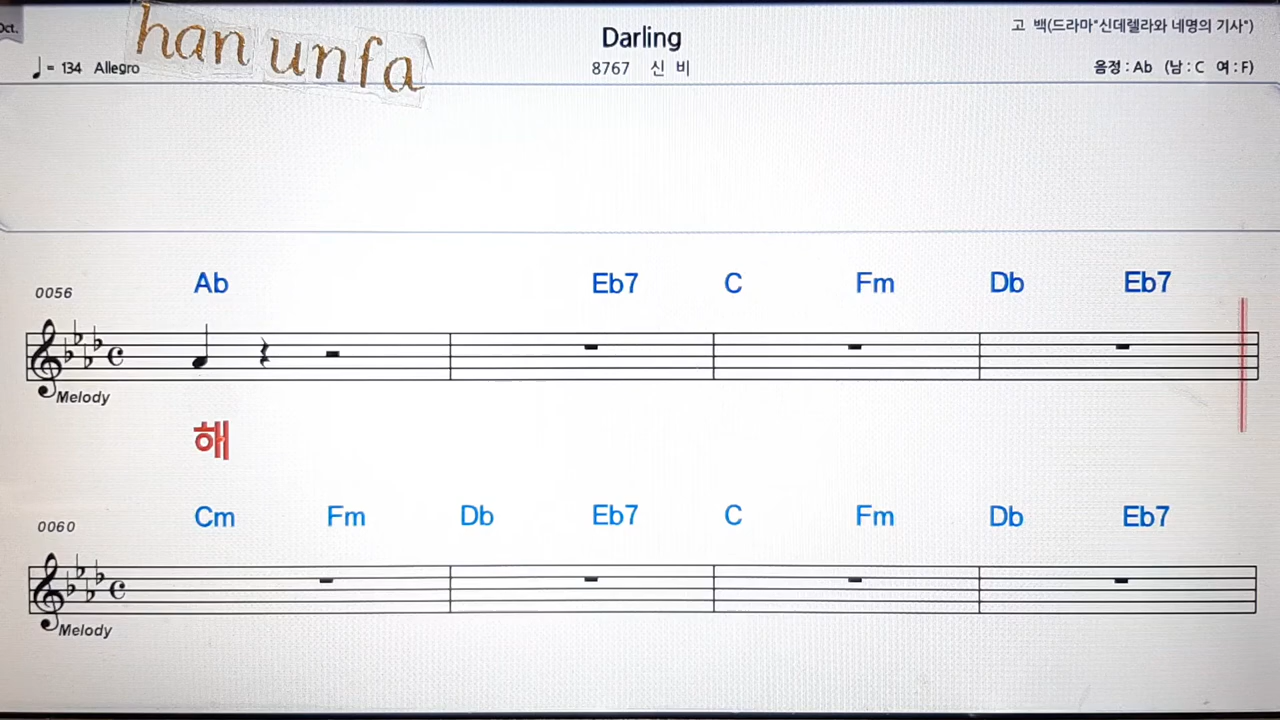 Oct.
han unfa
Darling
고 백(드라마"신데렐라와 네명의 기사")
♩= 134 Allegro
8767 신 비
음정 : Ab (남 : C 여 : F)
Ab Eb7 C Fm Db Eb7
0056
Melody
해
Cm Fm Db Eb7 C Fm Db Eb7
0060
Melody